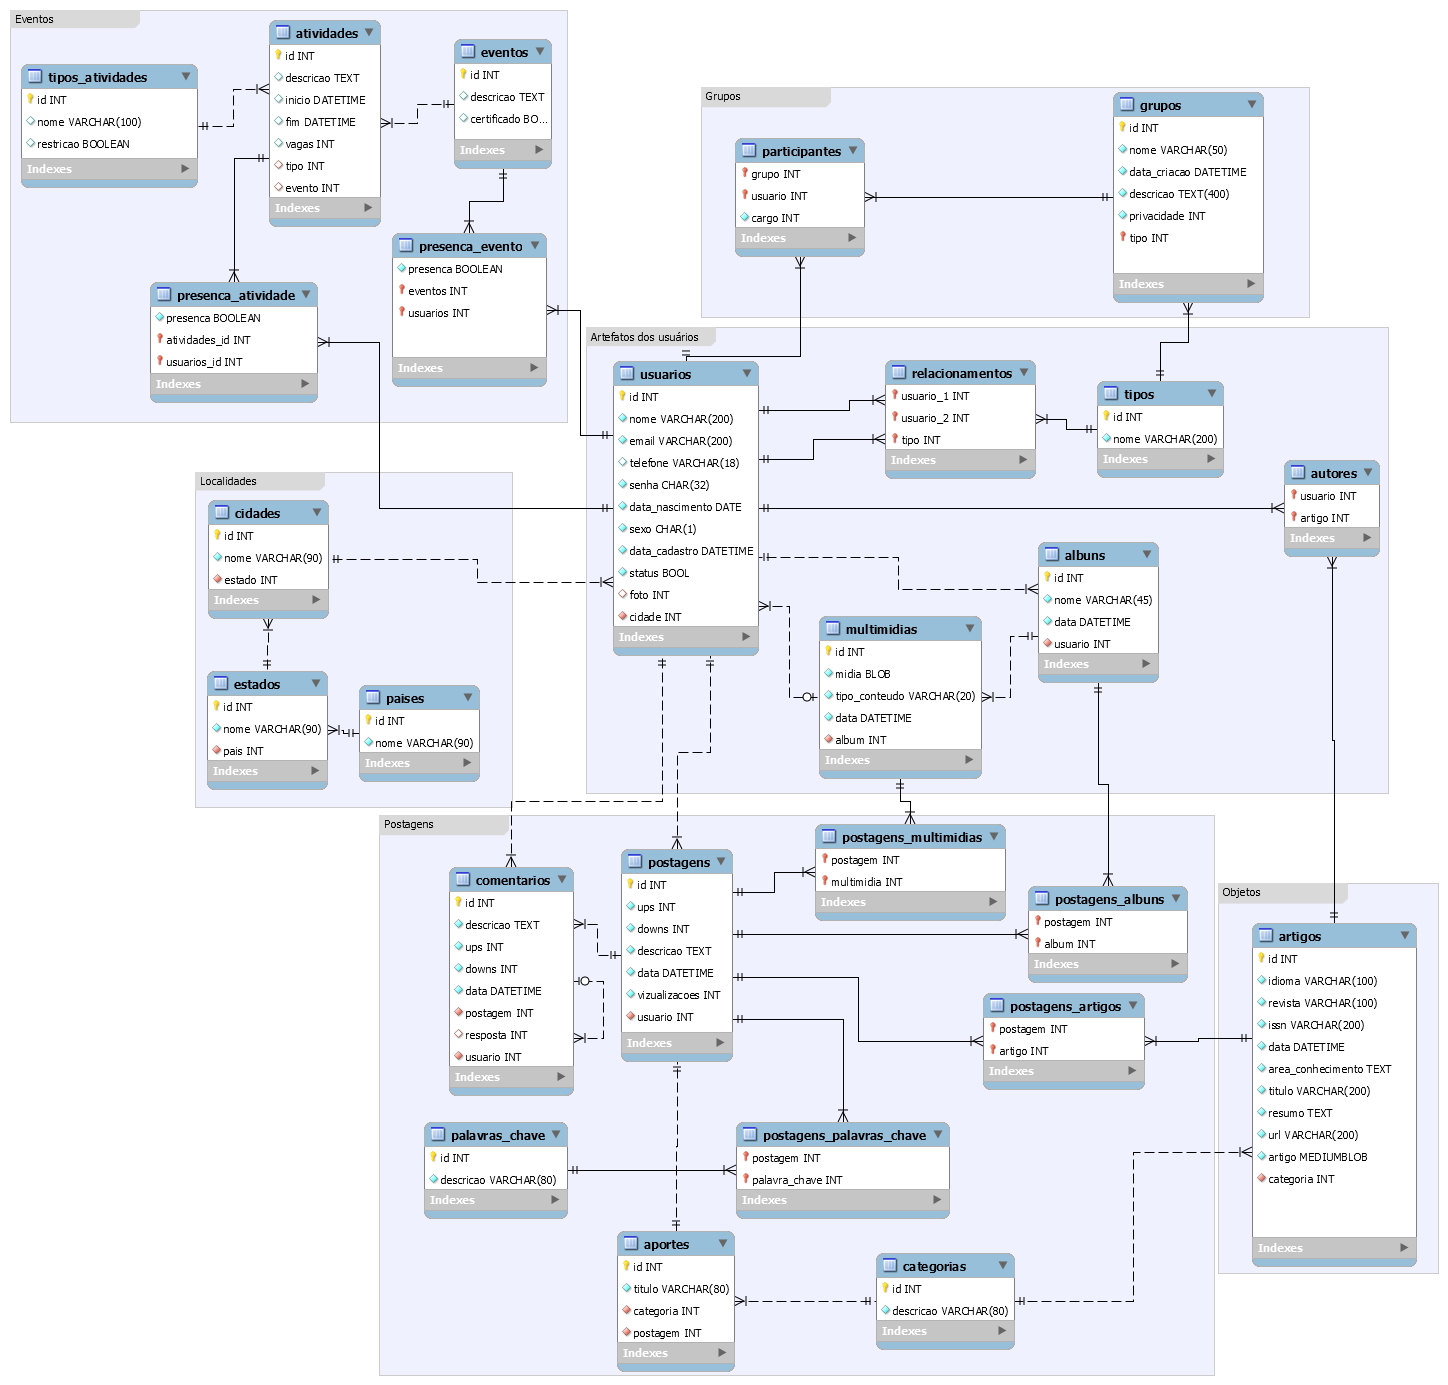 Eventos
tipos_atividades
id INT
nome VARCHAR(100)
restricao BOOLEAN
Indexes
atividades
id INT
descricao TEXT
inicio DATETIME
fim DATETIME
vagas INT
tipo INT
evento INT
Indexes
eventos
id INT
descricao TEXT
certificado BO...
Indexes
presenca_evento
presenca BOOLEAN
eventos INT
usuarios INT
Indexes
presenca_atividade
presenca BOOLEAN
atividades_id INT
usuarios_id INT
Indexes
Grupos
participantes
grupo INT
usuario INT
cargo INT
Indexes
grupos
id INT
nome VARCHAR(50)
data_criacao DATETIME
descricao TEXT(400)
privacidade INT
tipo INT
Indexes
Artefatos dos usuários
usuarios
id INT
nome VARCHAR(200)
email VARCHAR(200)
telefone VARCHAR(18)
senha CHAR(32)
data_nascimento DATE
sexo CHAR(1)
data_cadastro DATETIME
status BOOL
foto INT
cidade INT
Indexes
relacionamentos
usuario_1 INT
usuario_2 INT
tipo INT
Indexes
tipos
id INT
nome VARCHAR(200)
Indexes
autores
usuario INT
artigo INT
Indexes
albuns
id INT
nome VARCHAR(45)
data DATETIME
usuario INT
Indexes
multimidias
id INT
midia BLOB
tipo_conteudo VARCHAR(20)
data DATETIME
album INT
Indexes
Localidades
cidades
id INT
nome VARCHAR(90)
estado INT
Indexes
estados
id INT
nome VARCHAR(90)
pais INT
Indexes
paises
id INT
nome VARCHAR(90)
Indexes
Postagens
comentarios
id INT
descricao TEXT
ups INT
downs INT
data DATETIME
postagem INT
resposta INT
usuario INT
Indexes
postagens
id INT
ups INT
downs INT
descricao TEXT
data DATETIME
vizualizacoes INT
usuario INT
Indexes
postagens_multimidias
postagem INT
multimidia INT
Indexes
postagens_albuns
postagem INT
album INT
Indexes
postagens_artigos
postagem INT
artigo INT
Indexes
palavras_chave
id INT
descricao VARCHAR(80)
Indexes
postagens_palavras_chave
postagem INT
palavra_chave INT
Indexes
aportes
id INT
titulo VARCHAR(80)
categoria INT
postagem INT
Indexes
categorias
id INT
descricao VARCHAR(80)
Indexes
Objetos
artigos
id INT
idioma VARCHAR(100)
revista VARCHAR(100)
issn VARCHAR(200)
data DATETIME
area_conhecimento TEXT
titulo VARCHAR(200)
resumo TEXT
url VARCHAR(200)
artigo MEDIUMBLOB
categoria INT
Indexes